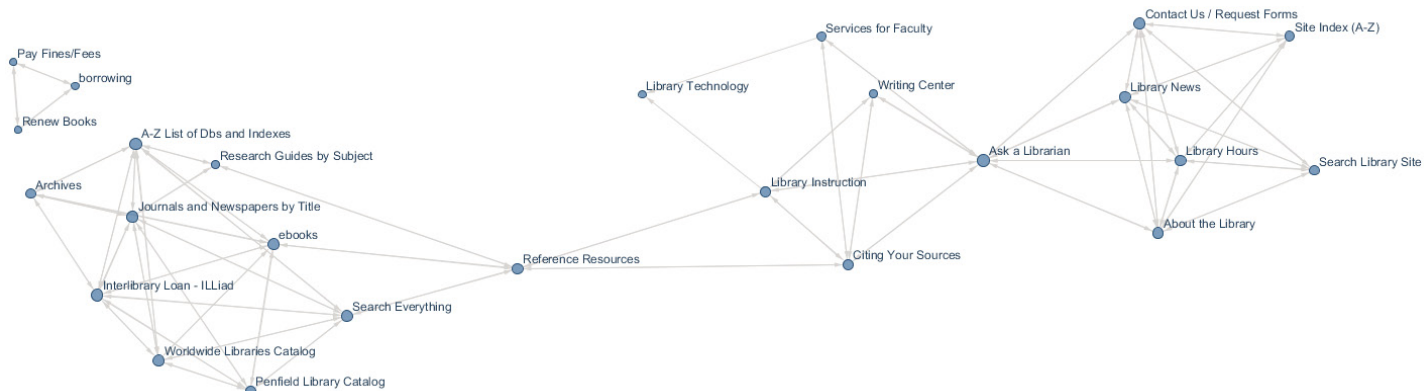 Contact Us / Request Forms
Services for Faculty
Site Index (A-Z)
Pay Fines/Fees
borrowing
Library Technology
Writing Center
Library News
Renew Books
A-Z List of Dbs and Indexes
Research Guides by Subject
Ask a Librarian
Library Hours
Search Library Site
Archives
Library Instruction
Journals and Newspapers by Title
About the Library
ebooks
Reference Resources
Citing Your Sources
Interlibrary Loan - ILLiad
Search Everything
Worldwide Libraries Catalog
Penfield Library Catalog